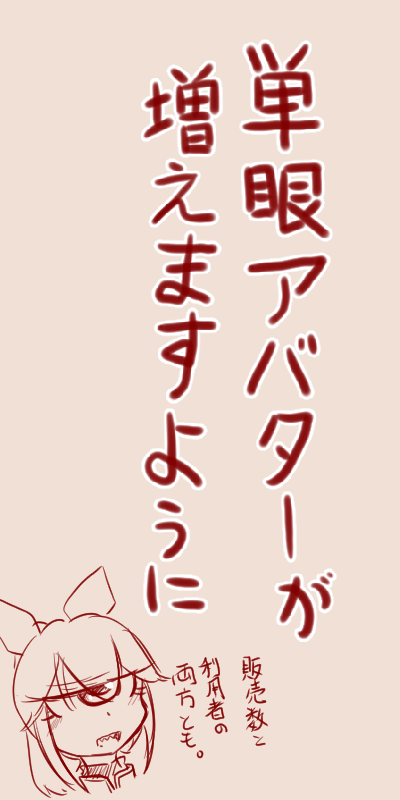 単眼アバターが
増えますように
販売数と
利用者の
両方とも。